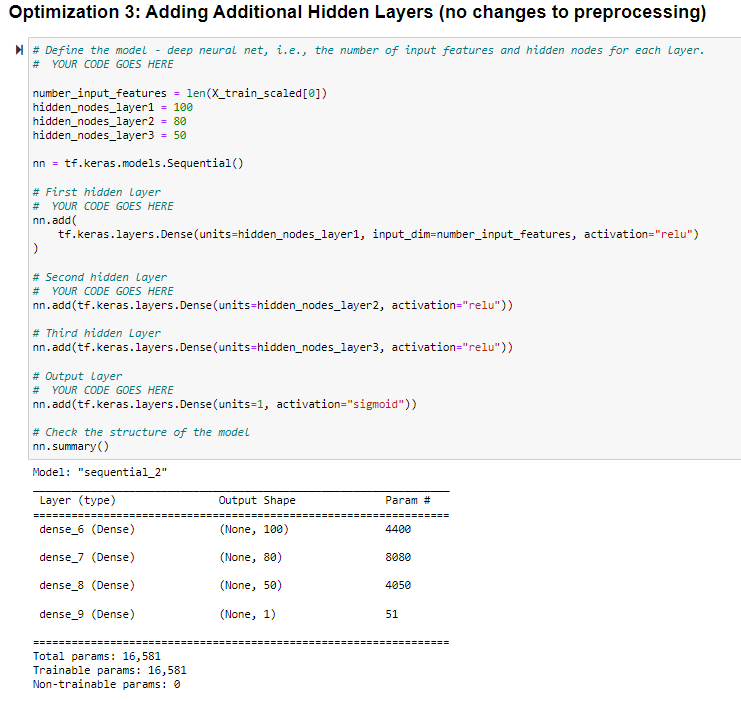 Optimization 3: Adding Additional Hidden Layers (no changes to preprocessing)
# Define the model - deep neural net, i.e., the number of input features and hidden nodes for each layer.
#  YOUR CODE GOES HERE
number_input_features = len(X_train_scaled[0])
hidden_nodes_layer1 = 100
hidden_nodes_layer2 = 80
hidden_nodes_layer3 = 50
nn = tf.keras.models.Sequential()
# First hidden layer
#  YOUR CODE GOES HERE
nn.add(
    tf.keras.layers.Dense(units=hidden_nodes_layer1, input_dim=number_input_features, activation="relu")
)
# Second hidden layer
#  YOUR CODE GOES HERE
nn.add(tf.keras.layers.Dense(units=hidden_nodes_layer2, activation="relu"))
# Third hidden Layer
nn.add(tf.keras.layers.Dense(units=hidden_nodes_layer3, activation="relu"))
# Output layer
#  YOUR CODE GOES HERE
nn.add(tf.keras.layers.Dense(units=1, activation="sigmoid"))
# Check the structure of the model
nn.summary()
Model: "sequential_2"
Layer (type) Output Shape Param #
=================================================================
dense_6 (Dense) (None, 100) 4400
dense_7 (Dense) (None, 80) 8080
dense_8 (Dense) (None, 50) 4050
dense_9 (Dense) (None, 1) 51
=================================================================
Total params: 16,581
Trainable params: 16,581
Non-trainable params: 0